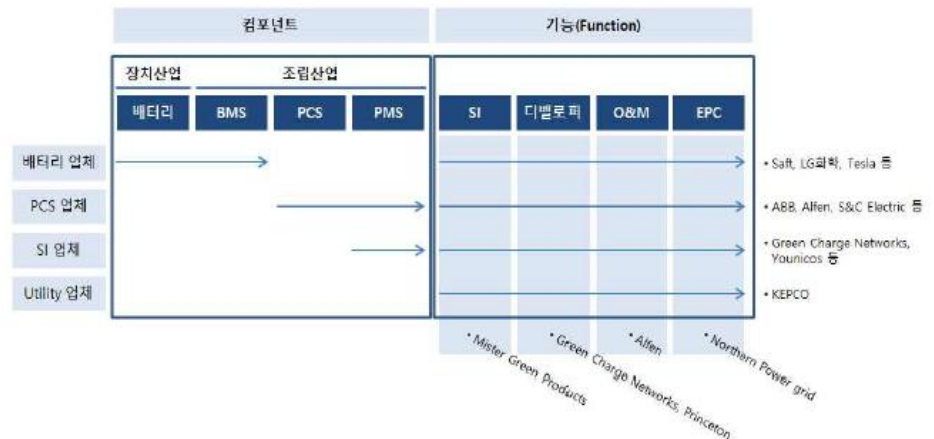 컴포넌트
기능(Function)
장치산업
조립산업
배터리
BMS
PCS
PMS
SI
디벨로퍼
O&M
EPC
배터리 업체
• Saft, LG화학, Tesla 등
PCS 업체
• ABB, Alfen, S&C Electric 등
SI 업체
• Green Charge Networks,
Younicos 등
Utility 업체
• KEPCO
• Mister Green Products
• Green Charge Networks, Princeton
• Alfen
• Northern Power grid